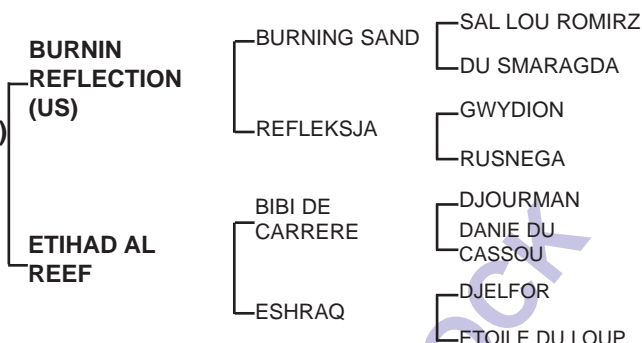 )
BURNIN
REFLECTION
(US)
BURNING SAND
SAL LOU ROMIRZ
DU SMARAGDA
REFLEKSJA
GWYDION
RUSNEGA
ETIHAD AL
REEF
BIBI DE
CARRERE
DJOURMAN
DANIE DU
CASSOU
ESHRAQ
DJELFOR
ETOILE DU LOUP
OCK